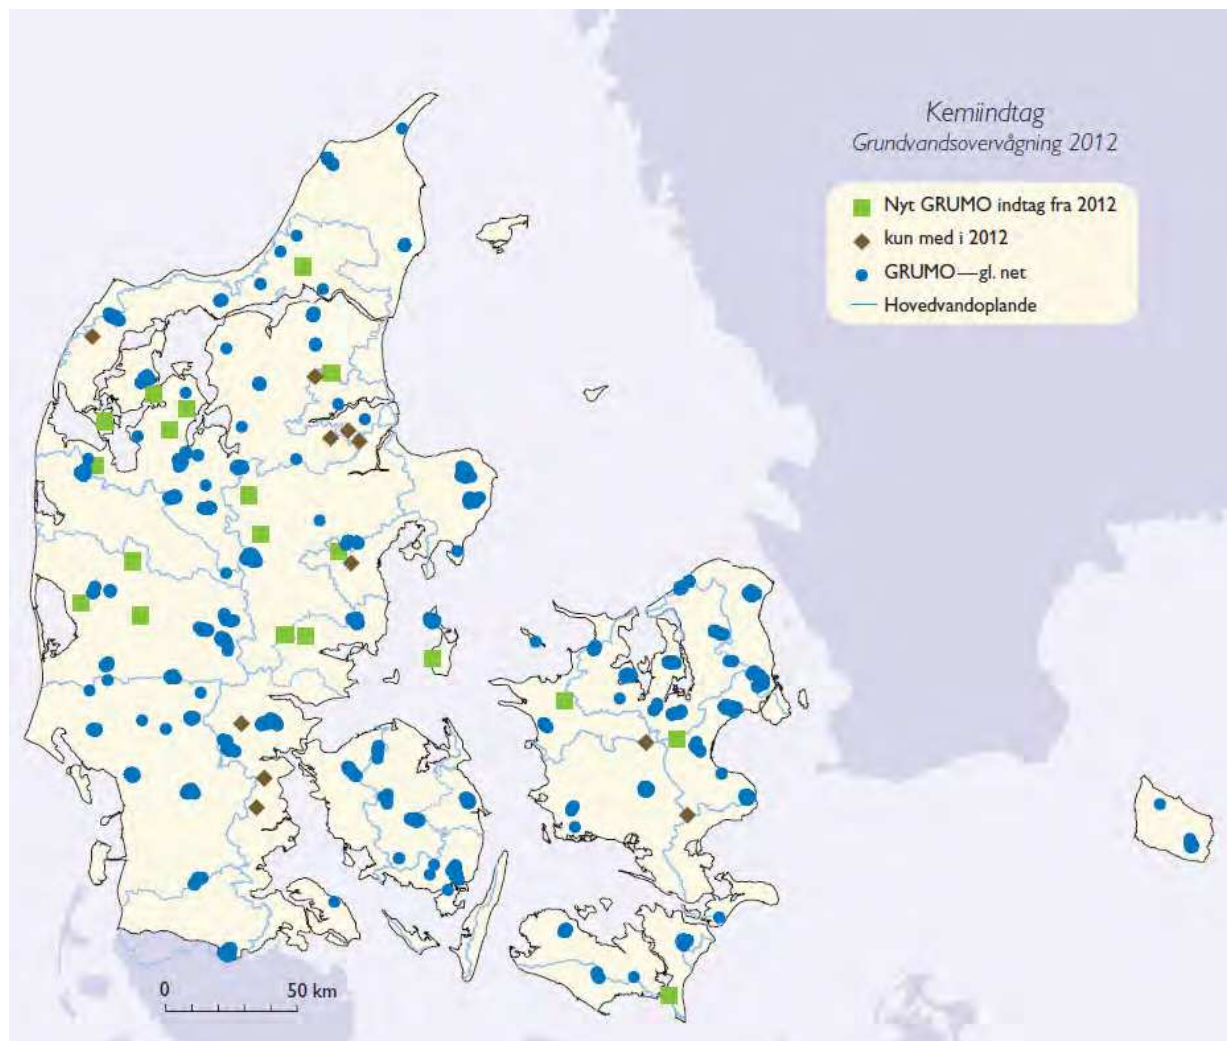 Kemiindtag
Grundvandsovervågning 2012
Nyt GRUMO indtag fra 2012
kun med i 2012
GRUMO—gl. net
Hovedvandoplande
0 50 km